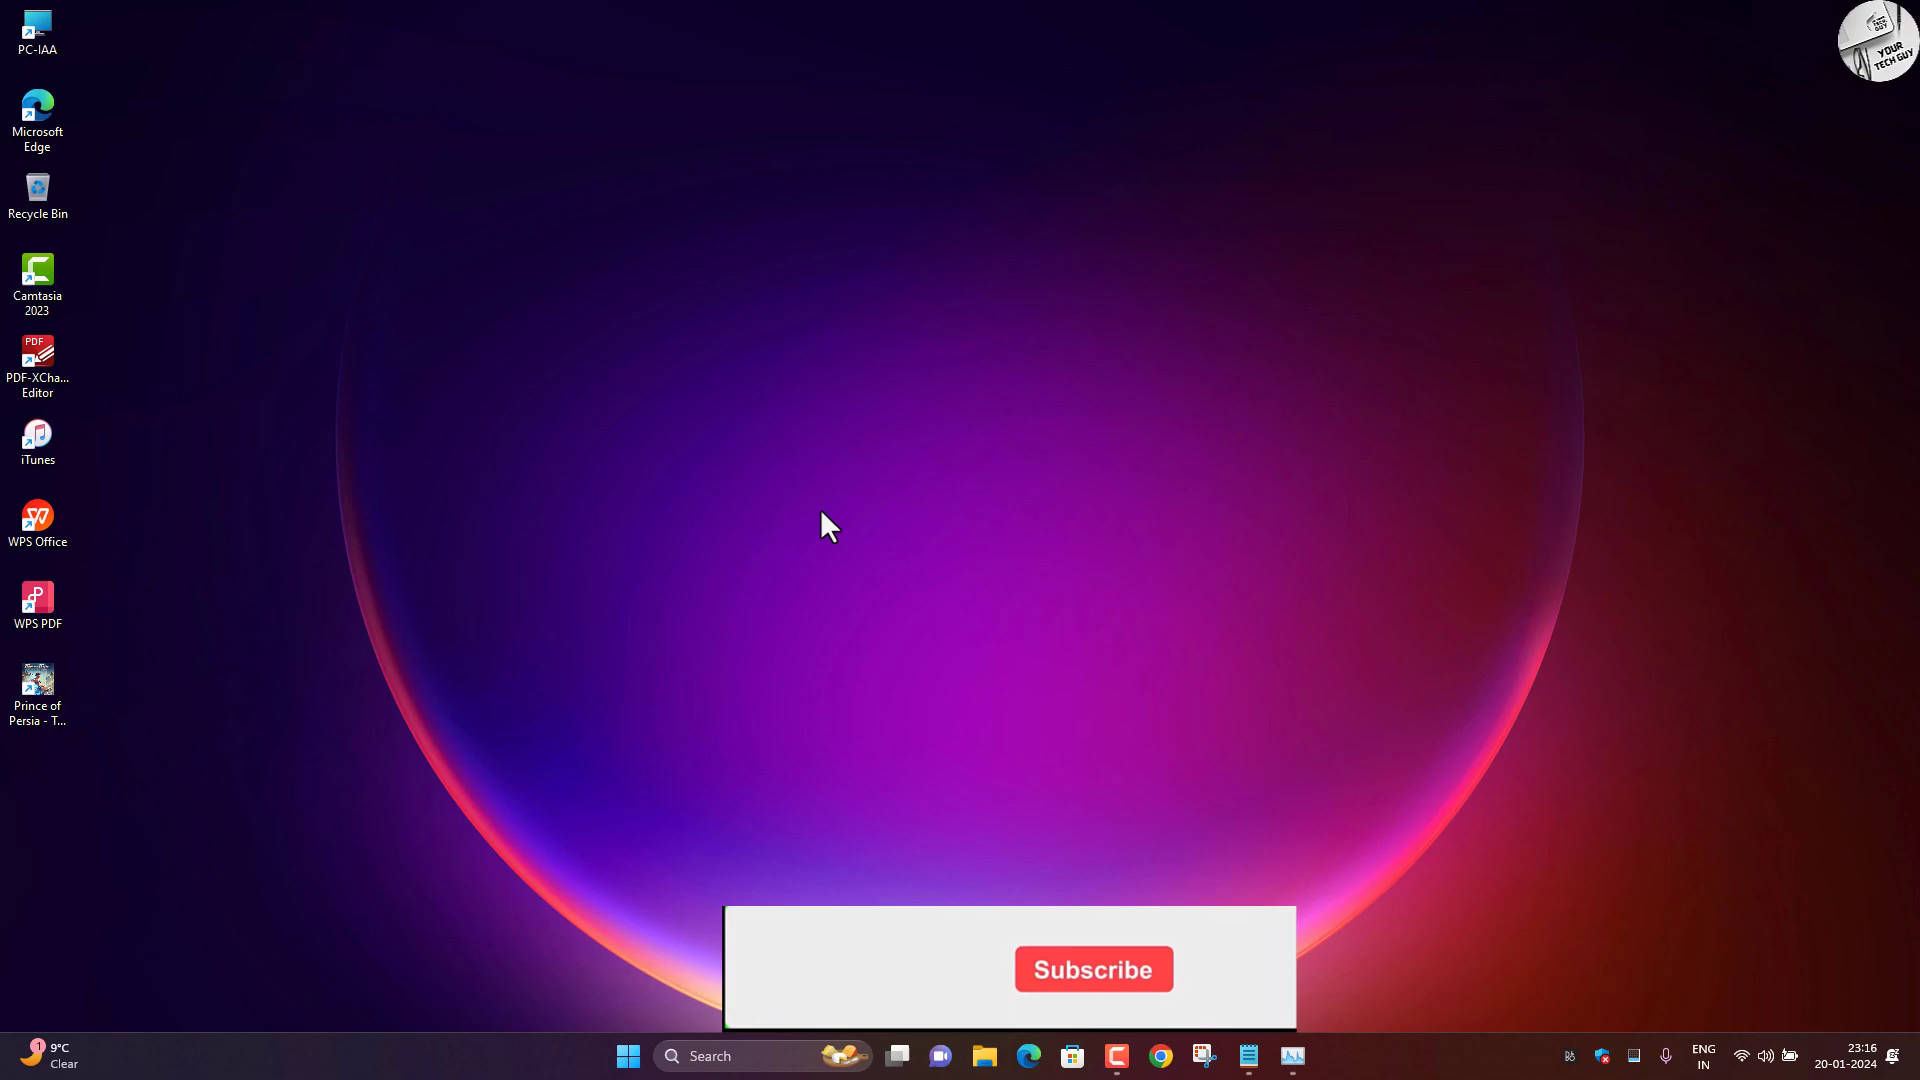 PC-IAA
YOUR
TECH GUY
Microsoft
Edge
Recycle Bin
Camtasia
2023
PDF
PDF-XCha...
Editor
iTunes
WPS Office
WPS PDF
Prince of
Persia - T...
Subscribe
1
9°C
Clear
Search
ENG
IN
23:16
20-01-2024